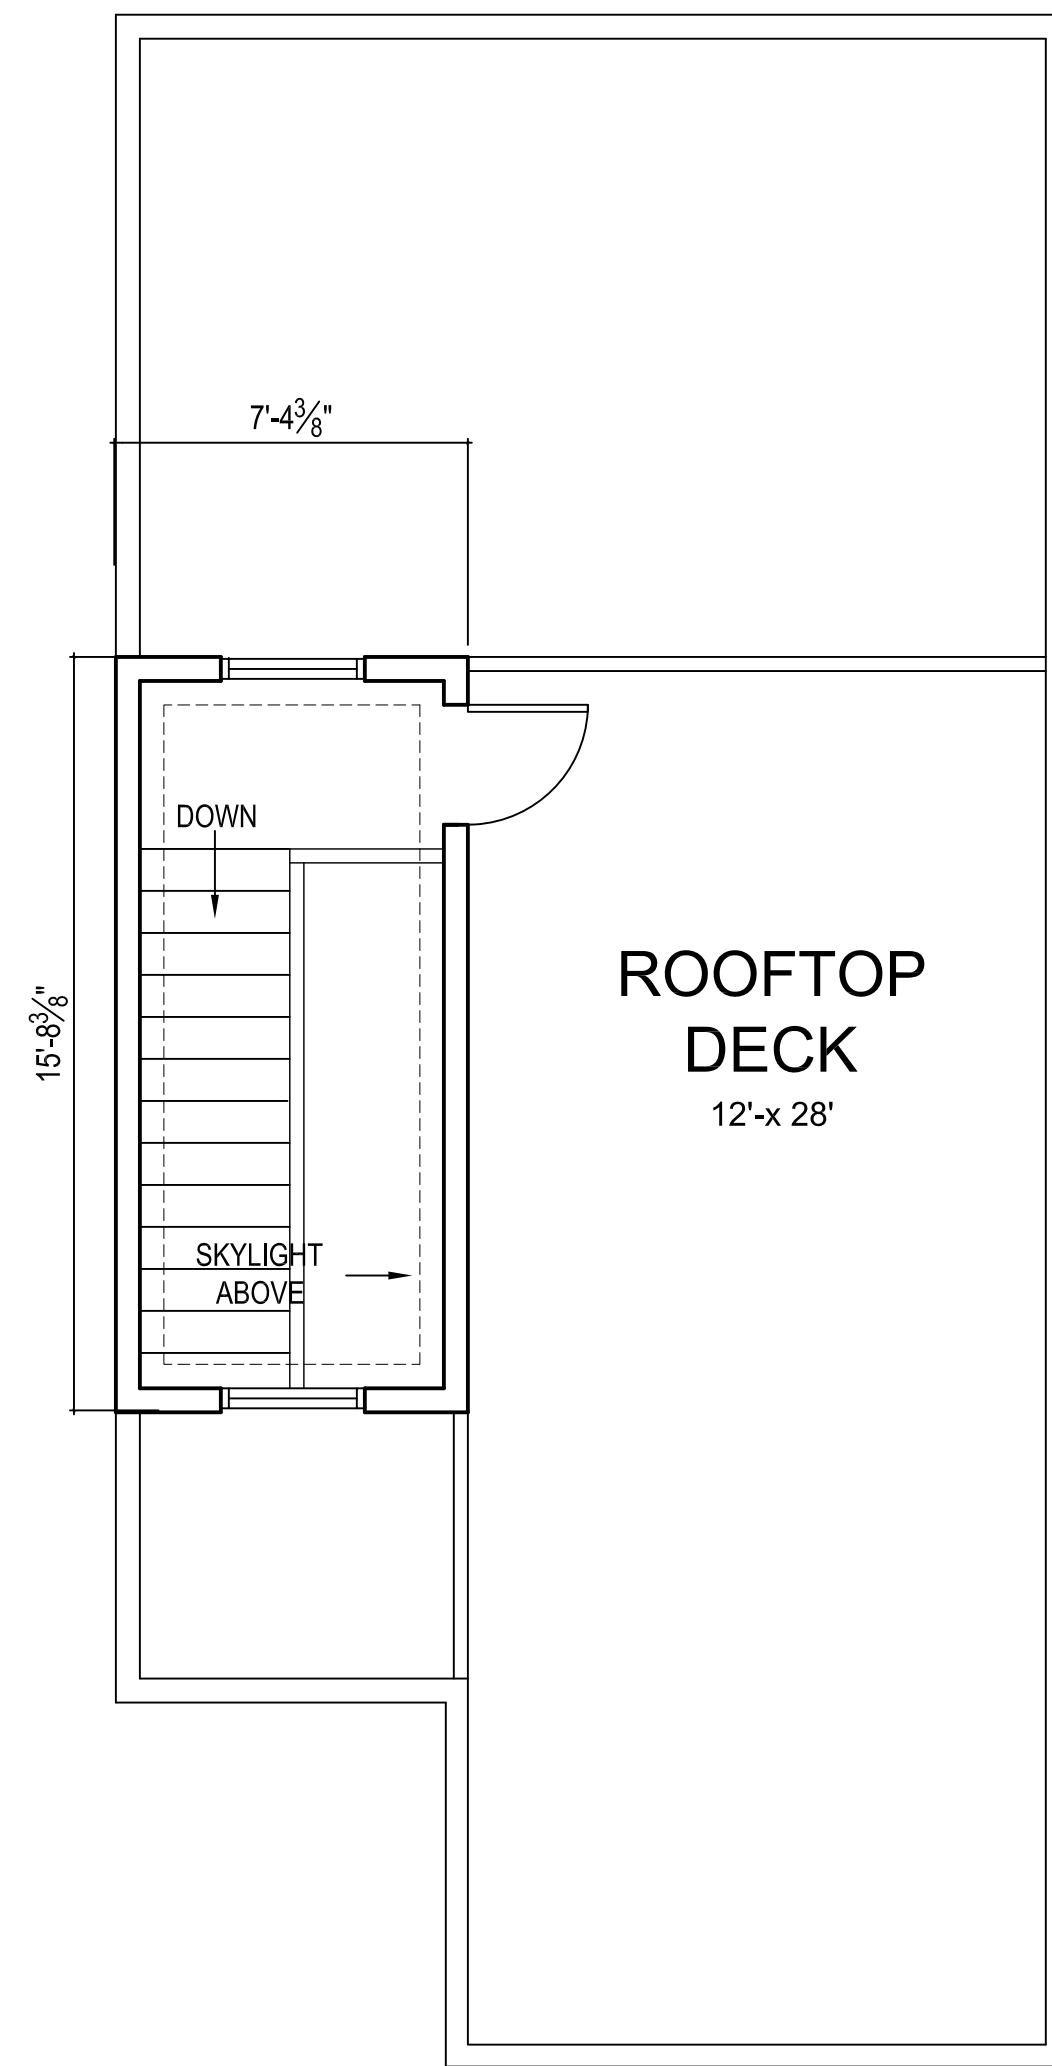 7'-4⅜"
DOWN
15'-8⅜"
ROOFTOP
DECK
12'-x 28'
SKYLIGHT
ABOVE